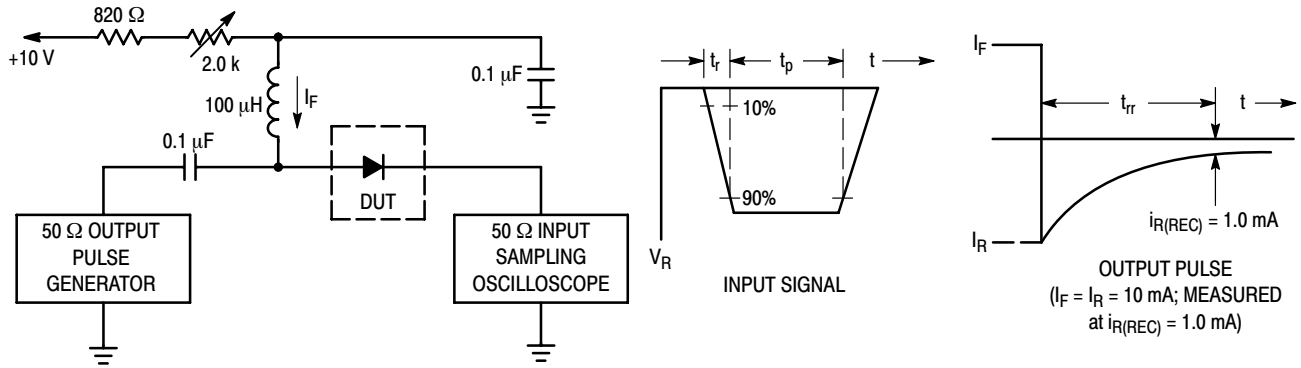 820 Ω
+10 V
2.0 k
100 μH
I_F
0.1 μF
0.1 μF
DUT
50 Ω OUTPUT
PULSE
GENERATOR
50 Ω INPUT
SAMPLING
OSCILLOSCOPE
t_r
t_p
t
10%
90%
V_R
INPUT SIGNAL
I_F
t_rr
t
I_R
i_R(REC) = 1.0 mA
OUTPUT PULSE
(I_F = I_R = 10 mA; MEASURED
at i_R(REC) = 1.0 mA)